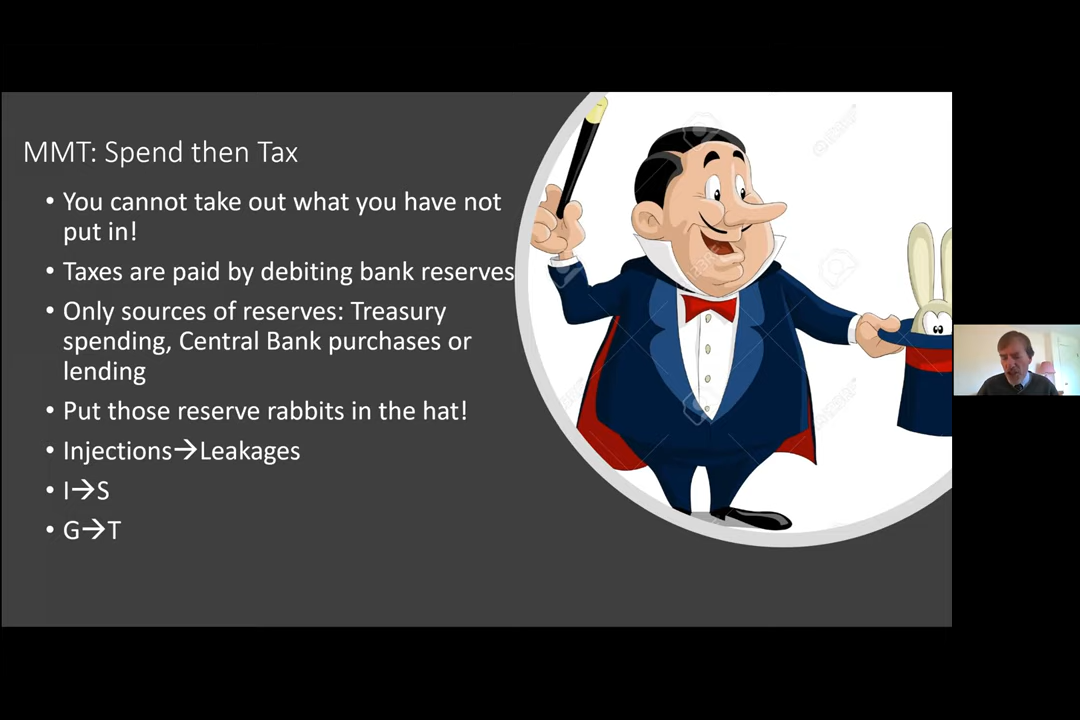 MMT: Spend then Tax
• You cannot take out what you have not
put in!
• Taxes are paid by debiting bank reserves
• Only sources of reserves: Treasury
spending, Central Bank purchases or
lending
• Put those reserve rabbits in the hat!
• Injections→Leakages
• I→S
• G→T